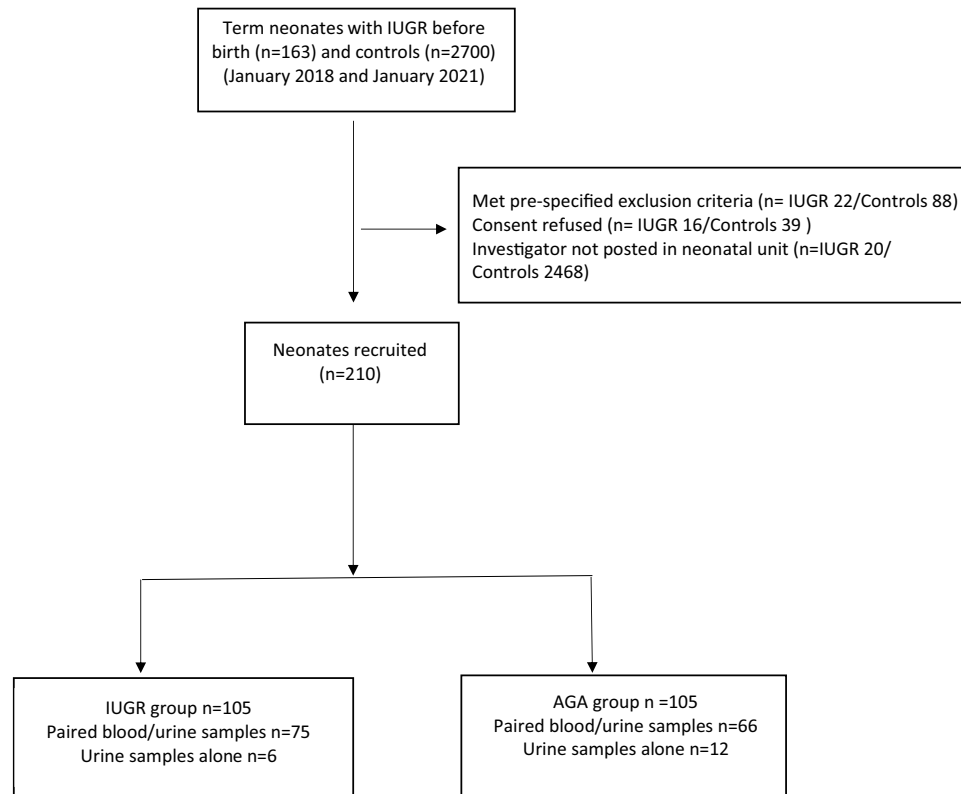 Term neonates with IUGR before
birth (n=163) and controls (n=2700)
(January 2018 and January 2021)
Met pre-specified exclusion criteria (n= IUGR 22/Controls 88)
Consent refused (n= IUGR 16/Controls 39 )
Investigator not posted in neonatal unit (n=IUGR 20/
Controls 2468)
Neonates recruited
(n=210)
IUGR group n=105
Paired blood/urine samples n=75
Urine samples alone n=6
AGA group n =105
Paired blood/urine samples n=66
Urine samples alone n=12